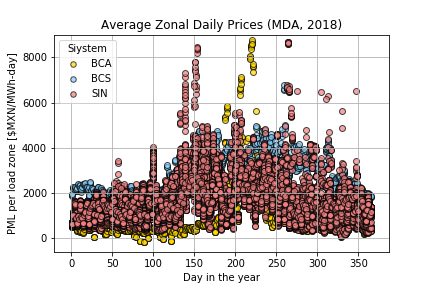 Average Zonal Daily Prices (MDA, 2018)
PML per load zone [$MXN/MWh-day]
8000
6000
4000
2000
0
Siystem
BCA
BCS
SIN
0 50 100 150 200 250 300 350
Day in the year